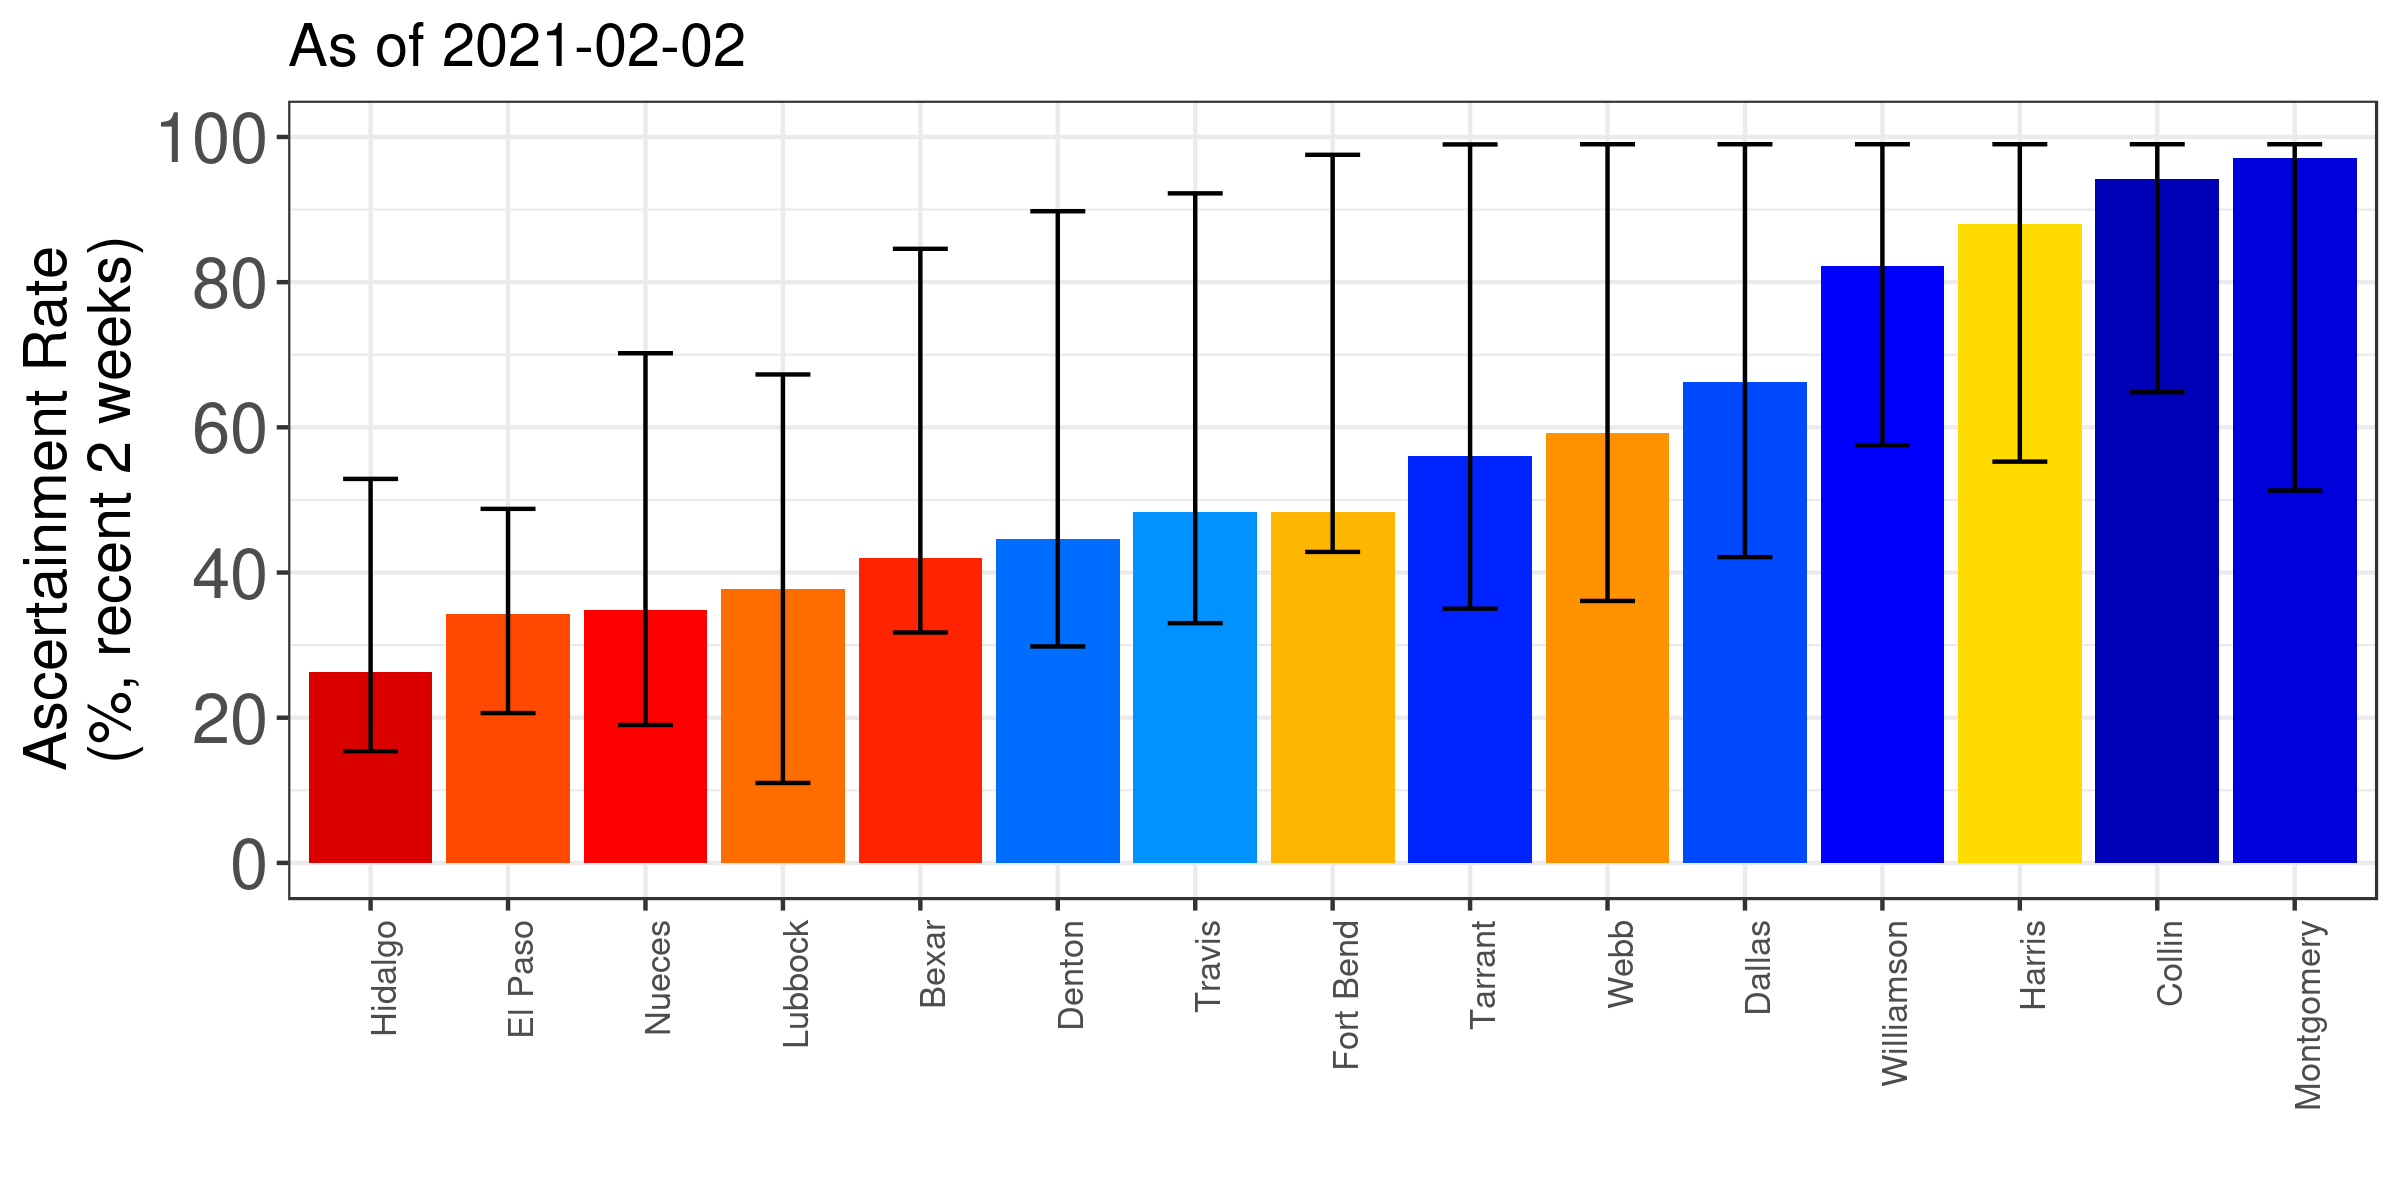 As of 2021-02-02
Ascertainment Rate
(%, recent 2 weeks)
100
80
60
40
20
0
Hidalgo
El Paso
Nueces
Lubbock
Bexar
Denton
Travis
Fort Bend
Tarrant
Webb
Dallas
Williamson
Harris
Collin
Montgomery